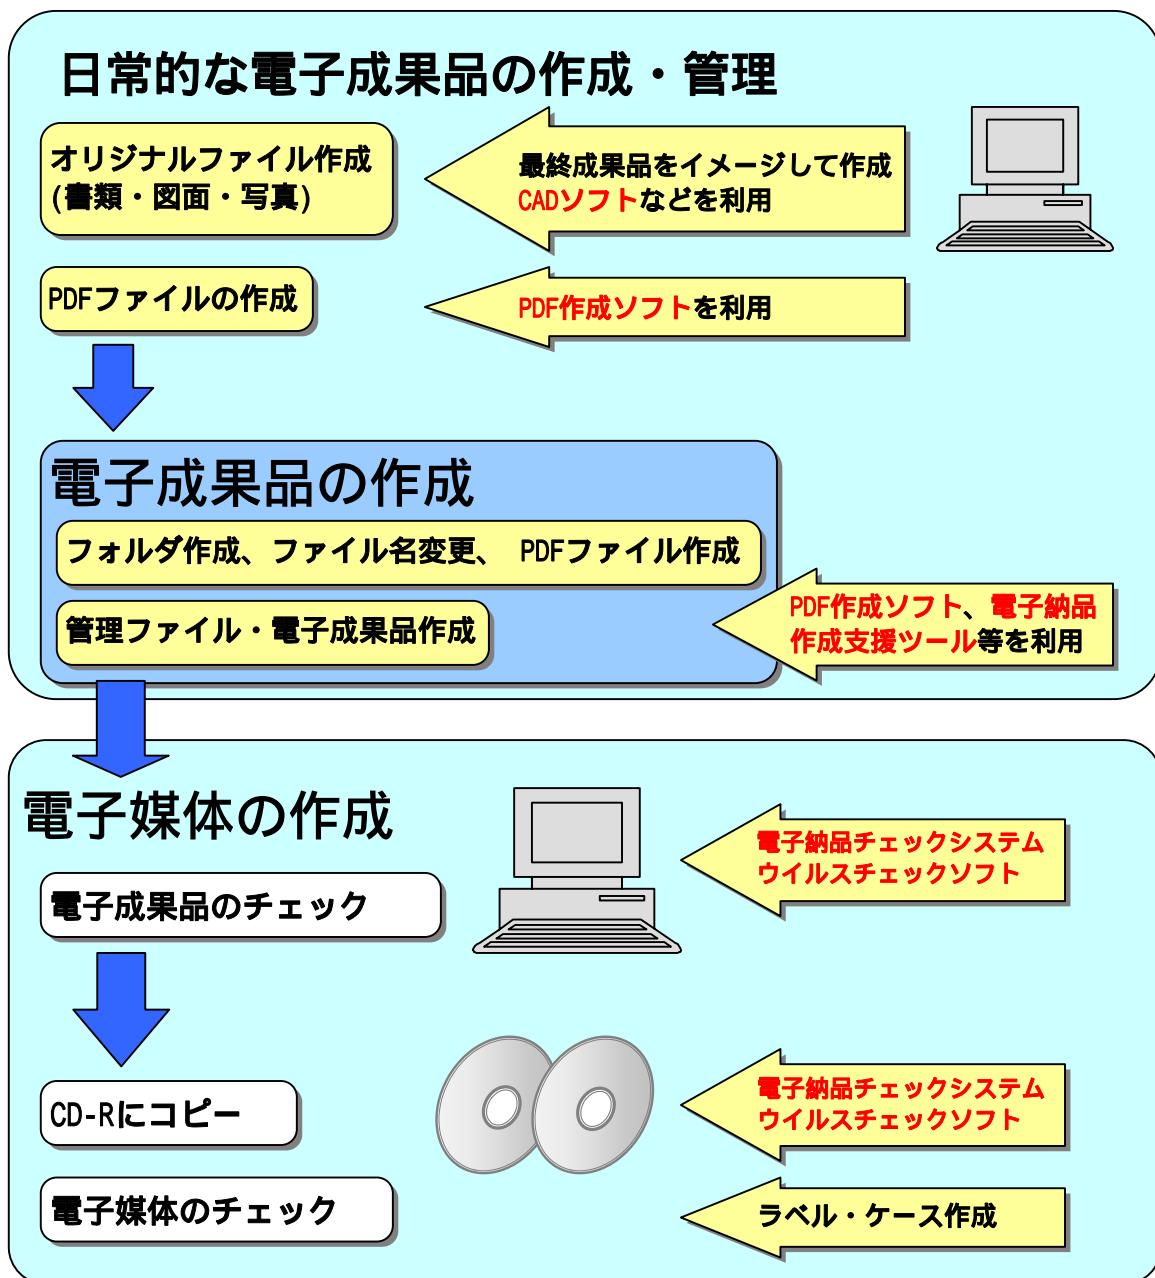 日常的な電子成果品の作成・管理
オリジナルファイル作成
(書類・図面・写真)
最終成果品をイメージして作成
CADソフトなどを利用
PDFファイルの作成
PDF作成ソフトを利用
電子成果品の作成
フォルダ作成、ファイル名変更、 PDFファイル作成
管理ファイル・電子成果品作成
PDF作成ソフト、電子納品
作成支援ツール等を利用
電子媒体の作成
電子納品チェックシステム
ウイルスチェックソフト
電子成果品のチェック
CD-Rにコピー
電子納品チェックシステム
ウイルスチェックソフト
電子媒体のチェック
ラベル・ケース作成